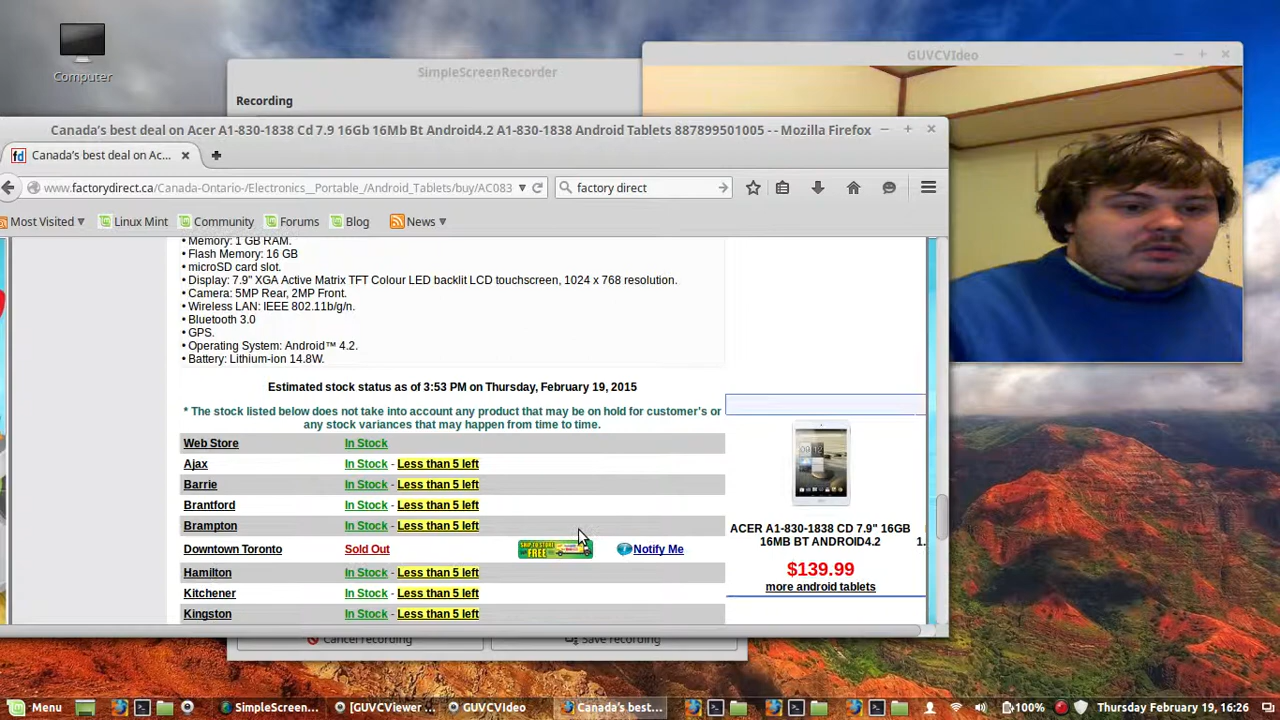 Computer
SimpleScreenRecorder
GUVCVIdeo
Recording
Canada's best deal on Acer A1-830-1838 Cd 7.9 16Gb 16Mb Bt Android4.2 A1-830-1838 Android Tablets 887899501005 - - Mozilla Firefox
fd Canada's best deal on Ac...
www.factorydirect.ca/Canada-Ontario-/Electronics__Portable_/Android_Tablets/buy/AC083
factory direct
Most Visited
Linux Mint
Community
Forums
Blog
News
• Memory: 1 GB RAM.
• Flash Memory: 16 GB
• microSD card slot.
• Display: 7.9" XGA Active Matrix TFT Colour LED backlit LCD touchscreen, 1024 x 768 resolution.
• Camera: 5MP Rear, 2MP Front.
• Wireless LAN: IEEE 802.11b/g/n.
• Bluetooth 3.0
• GPS.
• Operating System: Android™ 4.2.
• Battery: Lithium-ion 14.8W.
Estimated stock status as of 3:53 PM on Thursday, February 19, 2015
* The stock listed below does not take into account any product that may be on hold for customer's or
any stock variances that may happen from time to time.
Web Store In Stock
Ajax In Stock - Less than 5 left
Barrie In Stock - Less than 5 left
Brantford In Stock - Less than 5 left
Brampton In Stock - Less than 5 left
Downtown Toronto Sold Out SHIP TO STORE FREE Notify Me
Hamilton In Stock - Less than 5 left
Kitchener In Stock - Less than 5 left
Kingston In Stock - Less than 5 left
ACER A1-830-1838 CD 7.9" 16GB
16MB BT ANDROID4.2 1.
$139.99
more android tablets
Cancel recording
Save recording
Menu
SimpleScreen...
[GUVCViewer ...
GUVCVIdeo
Canada's best...
100%
Thursday February 19, 16:26